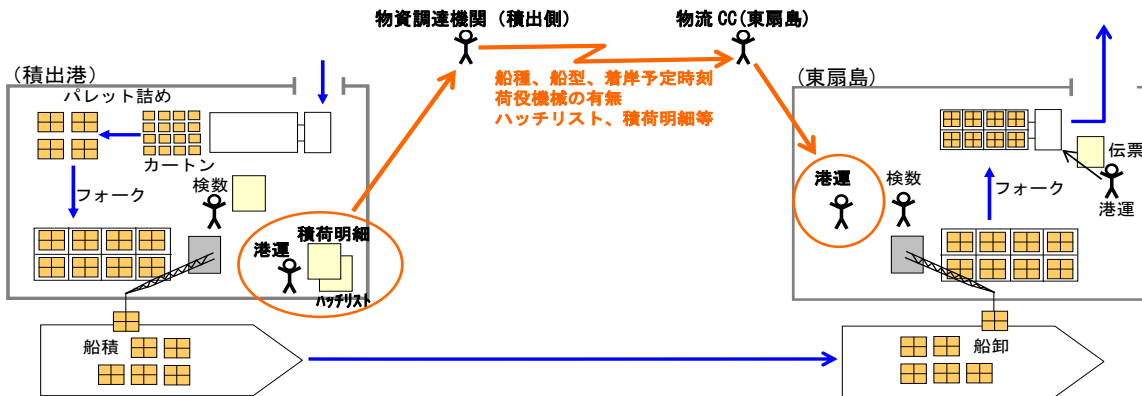 物資調達機関(積出側)
物流CC(東扇島)
船種、船型、着岸予定時刻
荷役機械の有無
ハッチリスト、積荷明細等
(積出港)
パレット詰め
カートン
フォーク
検数
港運
積荷明細
ハッチリスト
船積
(東扇島)
港運
検数
フォーク
伝票
港運
船卸